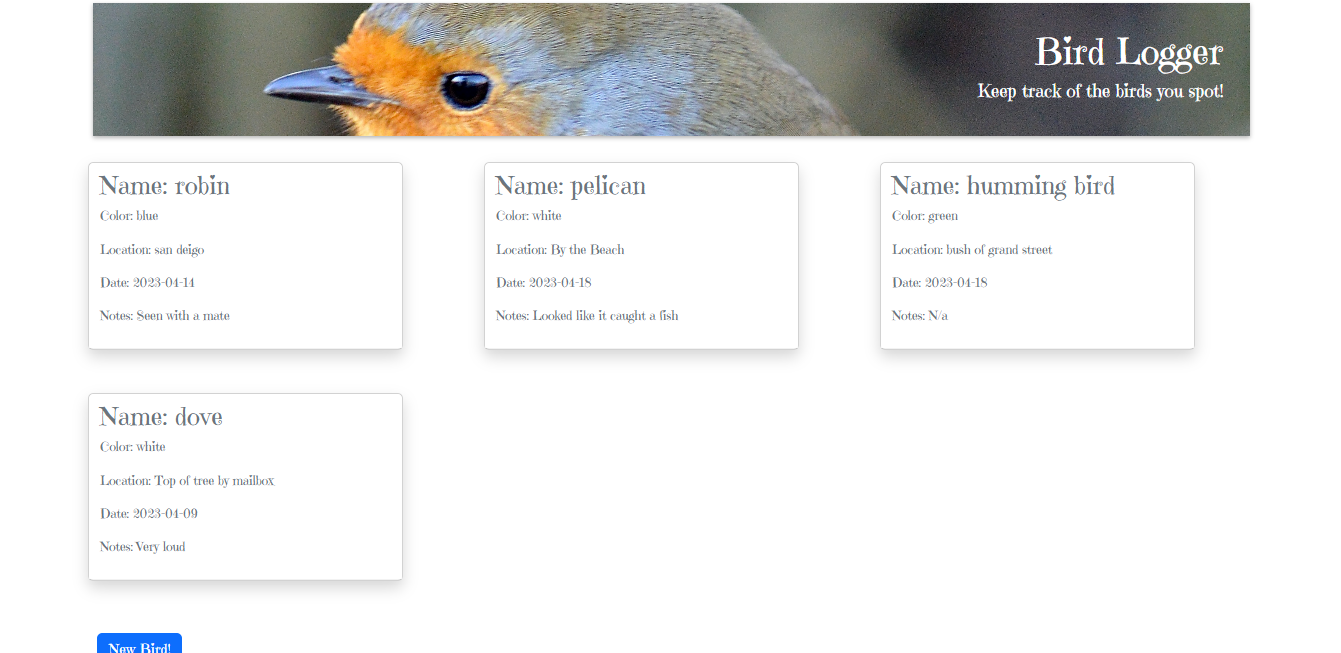 Bird Logger
Keep track of the birds you spot!
Name: robin
Color: blue
Location: san deigo
Date: 2023-04-14
Notes: Seen with a mate
Name: pelican
Color: white
Location: By the Beach
Date: 2023-04-18
Notes: Looked like it caught a fish
Name: humming bird
Color: green
Location: bush of grand street
Date: 2023-04-18
Notes: N/a
Name: dove
Color: white
Location: Top of tree by mailbox
Date: 2023-04-09
Notes: Very loud
New Bird!